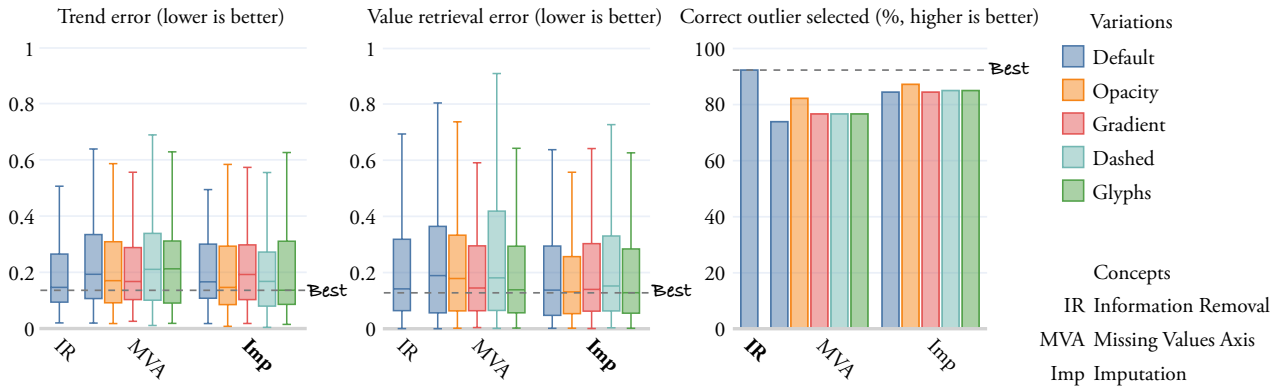 Trend error (lower is better)
1
0.8
0.6
0.4
0.2
0
Best
IR
MVA
Imp
Value retrieval error (lower is better)
1
0.8
0.6
0.4
0.2
0
Best
IR
MVA
Imp
Correct outlier selected (%, higher is better)
100
80
60
40
20
0
Best
IR
MVA
Imp
Variations
Default
Opacity
Gradient
Dashed
Glyphs
Concepts
IR Information Removal
MVA Missing Values Axis
Imp Imputation